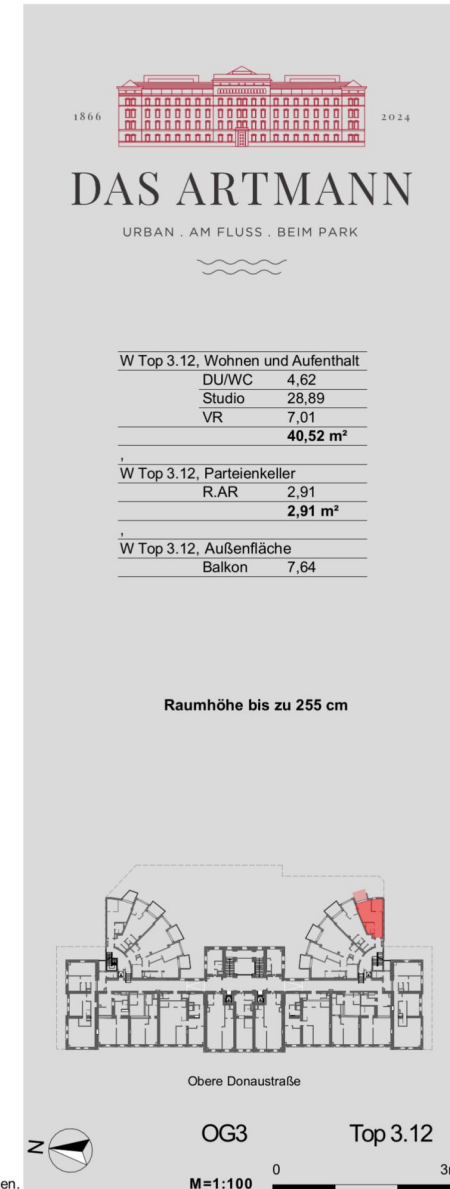 1866
2024
DAS ARTMANN
URBAN . AM FLUSS . BEIM PARK
W Top 3.12, Wohnen und Aufenthalt
DU/WC 4,62
Studio 28,89
VR 7,01
40,52 m²
,
W Top 3.12, Parteienkeller
R.AR 2,91
2,91 m²
,
W Top 3.12, Außenfläche
Balkon 7,64
Raumhöhe bis zu 255 cm
Obere Donaustraße
N
OG3 Top 3.12
en.
M=1:100
0 3